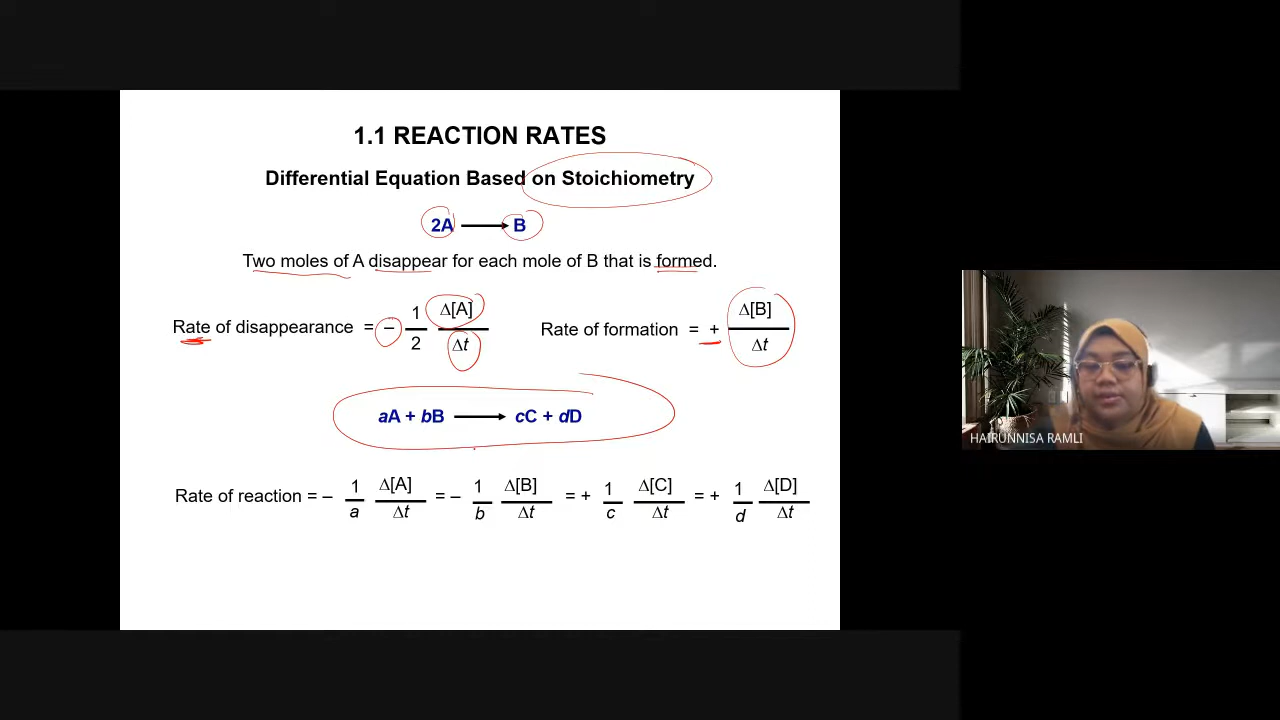 1.1 REACTION RATES
Differential Equation Based on Stoichiometry
2A ⟶ B
Two moles of A disappear for each mole of B that is formed.
Rate of disappearance = – 1/2 Δ[A]/Δt Rate of formation = + Δ[B]/Δt
aA + bB ⟶ cC + dD
Rate of reaction = – 1/a Δ[A]/Δt = – 1/b Δ[B]/Δt = + 1/c Δ[C]/Δt = + 1/d Δ[D]/Δt
HAIRUNNISA RAMLI